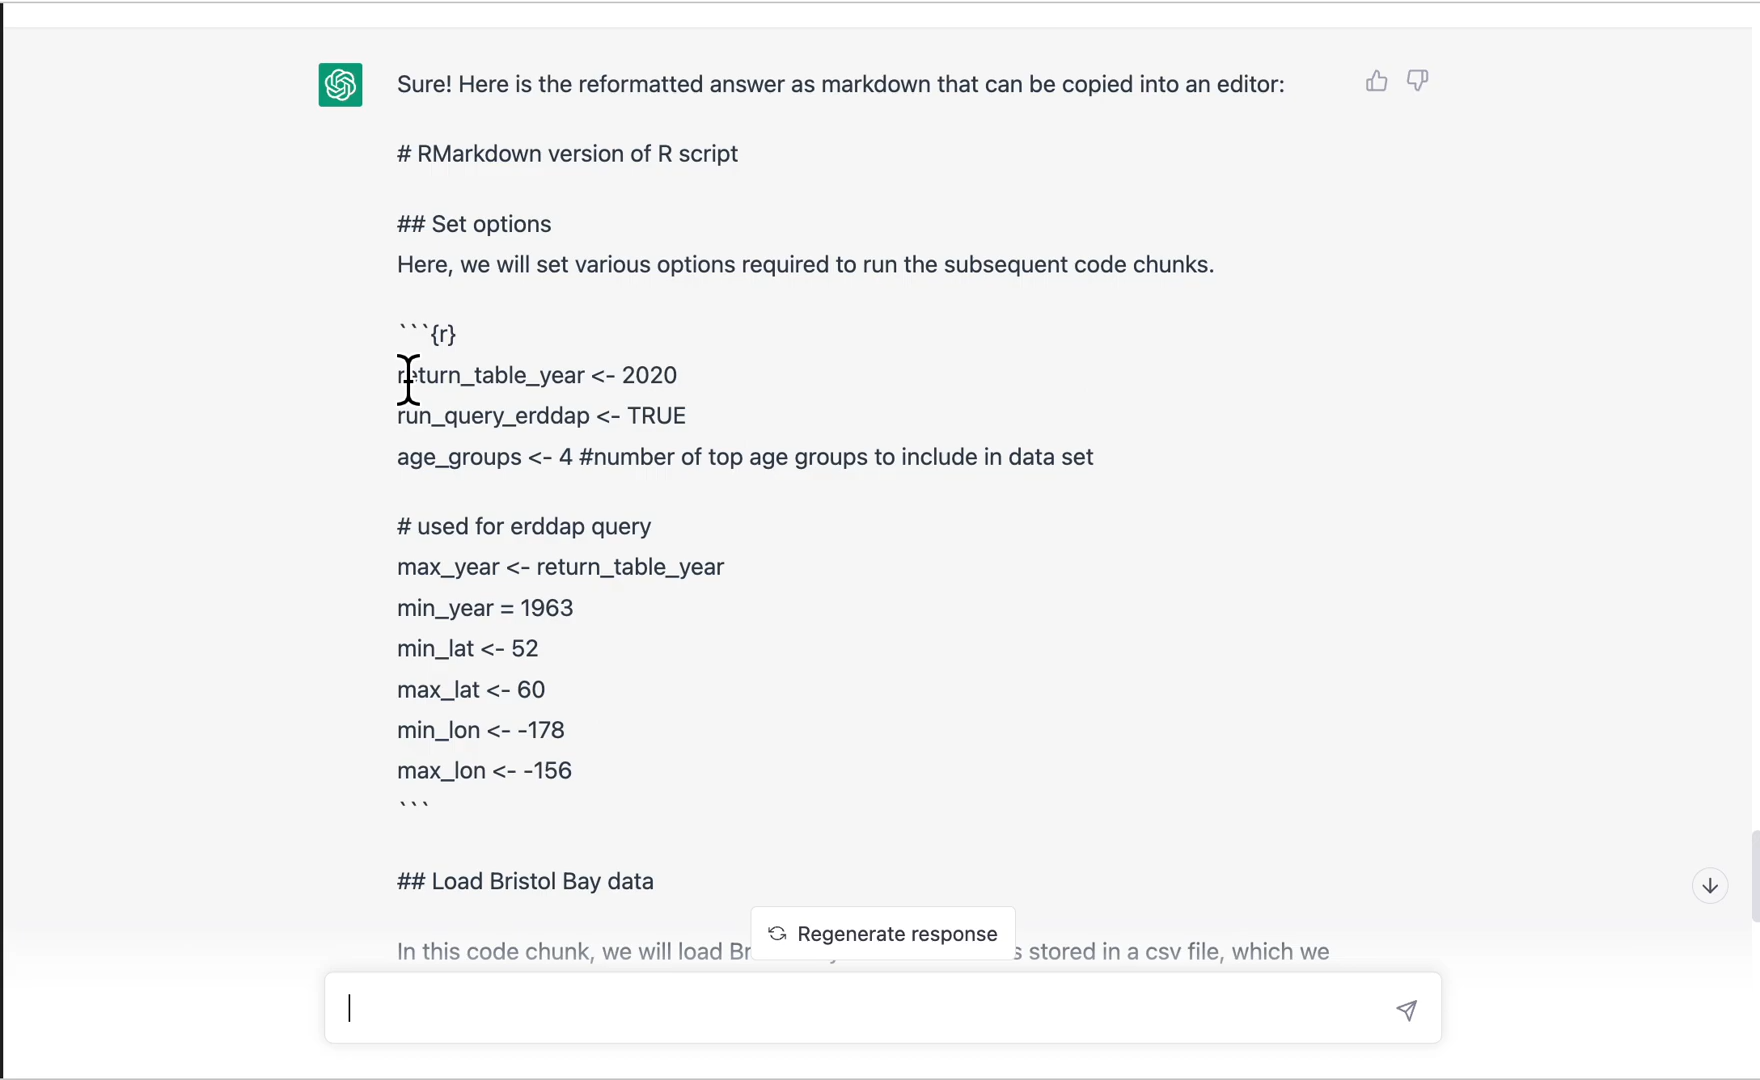 Sure! Here is the reformatted answer as markdown that can be copied into an editor:
# RMarkdown version of R script
## Set options
Here, we will set various options required to run the subsequent code chunks.
```{r}
return_table_year <- 2020
run_query_erddap <- TRUE
age_groups <- 4 #number of top age groups to include in data set
# used for erddap query
max_year <- return_table_year
min_year = 1963
min_lat <- 52
max_lat <- 60
min_lon <- -178
max_lon <- -156
```
## Load Bristol Bay data
In this code chunk, we will load stored in a csv file, which we
Regenerate response